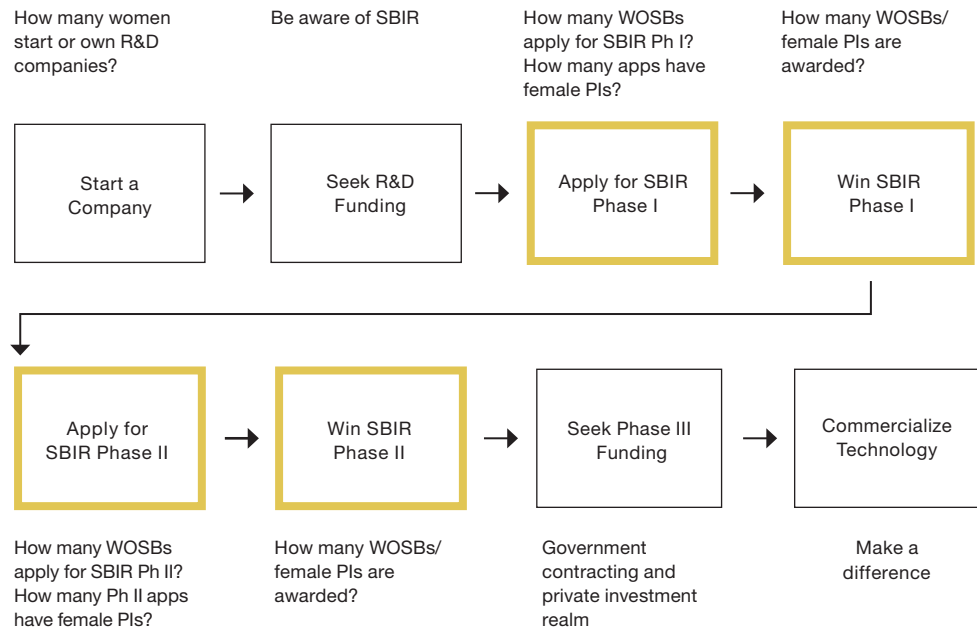 How many women
start or own R&D
companies?
Be aware of SBIR
How many WOSBs
apply for SBIR Ph I?
How many apps have
female PIs?
How many WOSBs/
female PIs are
awarded?
Start a
Company
Seek R&D
Funding
Apply for SBIR
Phase I
Win SBIR
Phase I
Apply for
SBIR Phase II
Win SBIR
Phase II
Seek Phase III
Funding
Commercialize
Technology
How many WOSBs
apply for SBIR Ph II?
How many Ph II apps
have female PIs?
How many WOSBs/
female PIs are
awarded?
Government
contracting and
private investment
realm
Make a
difference